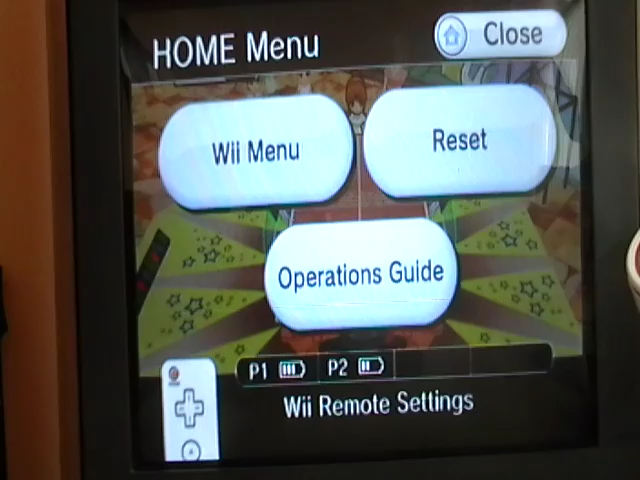 HOME Menu
Close
Wii Menu
Reset
Operations Guide
P1 P2
Wii Remote Settings